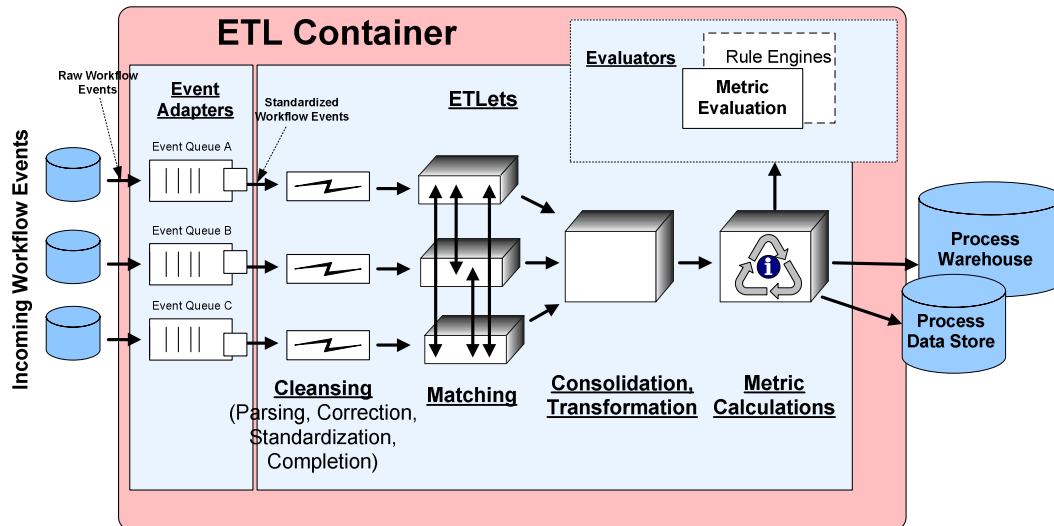 ETL Container
Raw Workflow
Events
Event
Adapters
Standardized
Workflow Events
ETLets
Evaluators
Rule Engines
Metric
Evaluation
Incoming Workflow Events
Event Queue A
Event Queue B
Event Queue C
i
Process
Warehouse
Process
Data Store
Cleansing
(Parsing, Correction,
Standardization,
Completion)
Matching
Consolidation,
Transformation
Metric
Calculations